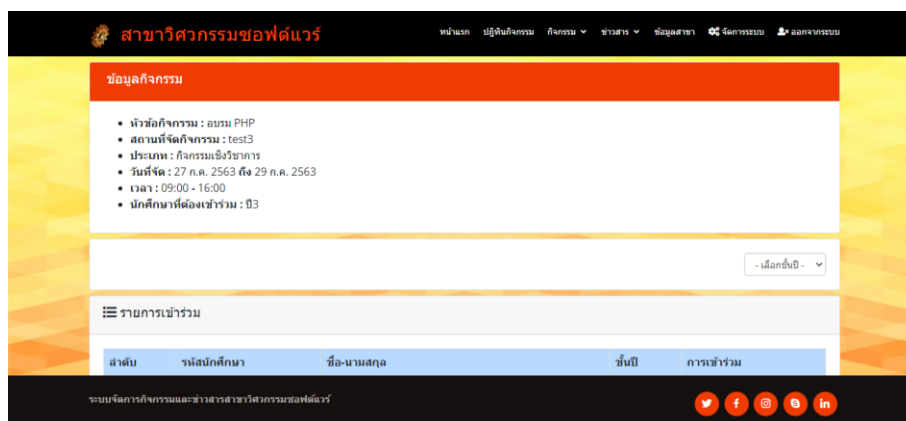 สาขาวิศวกรรมซอฟต์แวร์
หน้าแรก ปฏิทินกิจกรรม กิจกรรม ข่าวสาร ข้อมูลสาขา จัดการระบบ ออกจากระบบ
ข้อมูลกิจกรรม
หัวข้อกิจกรรม : อบรม PHP
สถานที่จัดกิจกรรม : test3
ประเภท : กิจกรรมเชิงวิชาการ
วันที่จัด : 27 ก.ค. 2563 ถึง 29 ก.ค. 2563
เวลา : 09:00 - 16:00
นักศึกษาที่ต้องเข้าร่วม : ปี3
- เลือกชั้นปี -
รายการเข้าร่วม
ลำดับ รหัสนักศึกษา ชื่อ-นามสกุล ชั้นปี การเข้าร่วม
ระบบจัดการกิจกรรมและข่าวสารสาขาวิศวกรรมซอฟต์แวร์